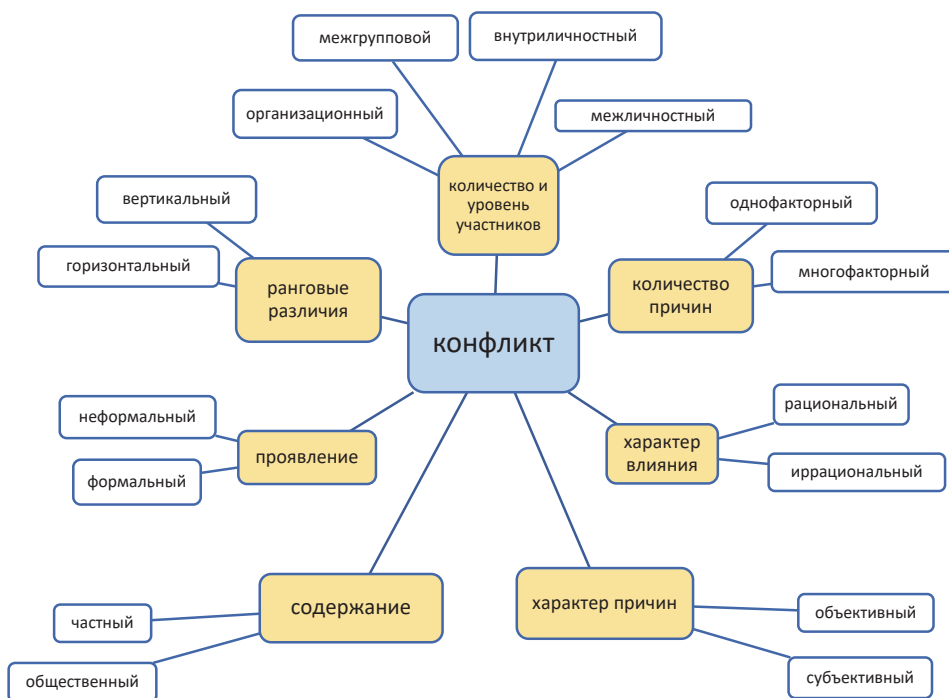 межгрупповой
внутриличностный
организационный
межличностный
количество и
уровень
участников
вертикальный
однофакторный
горизонтальный
многофакторный
ранговые
различия
количество
причин
конфликт
неформальный
рациональный
проявление
характер
влияния
формальный
иррациональный
содержание
характер причин
частный
объективный
общественный
субъективный